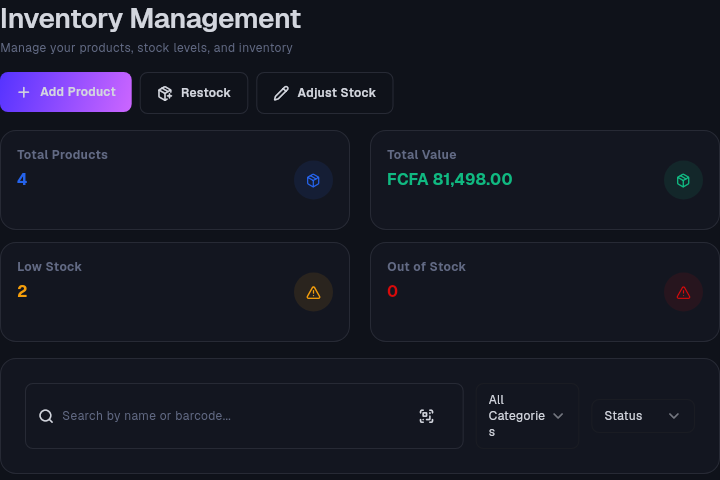 Inventory Management
Manage your products, stock levels, and inventory
Add Product
Restock
Adjust Stock
Total Products
4
Total Value
FCFA 81,498.00
Low Stock
2
Out of Stock
0
Search by name or barcode...
All
Categorie
s
Status